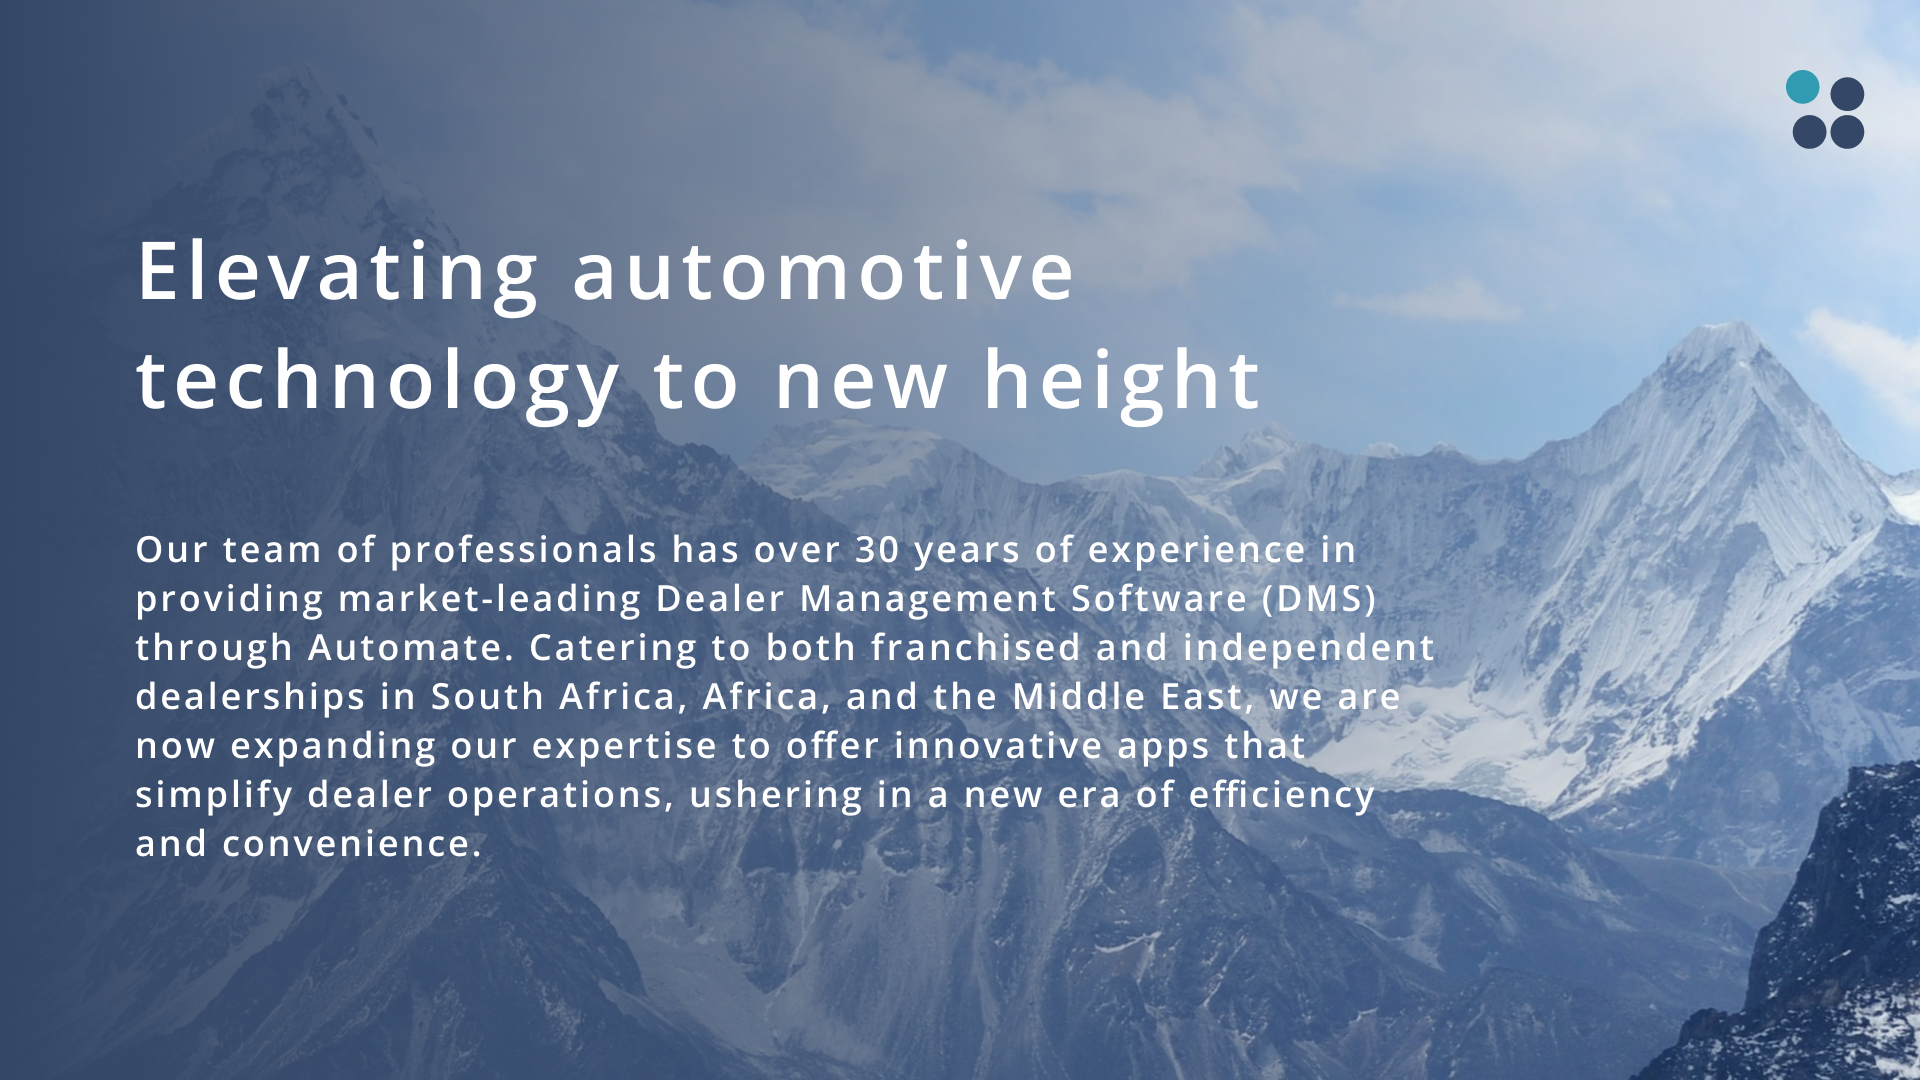 Elevating automotive
technology to new height
Our team of professionals has over 30 years of experience in
providing market-leading Dealer Management Software (DMS)
through Automate. Catering to both franchised and independent
dealerships in South Africa, Africa, and the Middle East, we are
now expanding our expertise to offer innovative apps that
simplify dealer operations, ushering in a new era of efficiency
and convenience.